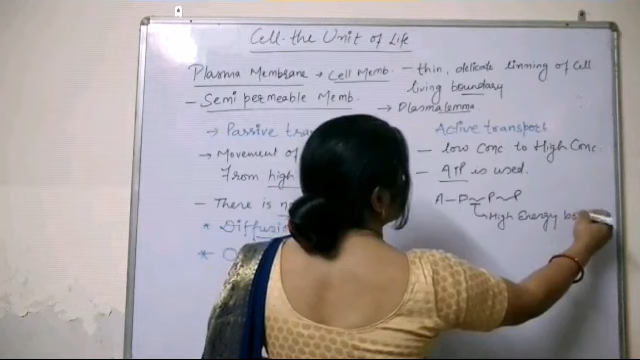 Cell-the Unit of Life
Plasma Membrane → Cell Memb. - thin, delicate linning of Cell
living boundary
- Semi permeable Memb. → Plasmalemma
→ Passive tra
→ Movement of
From high
- There is
* Diffusi
*
Active transport
- low Conc to High Conc.
- ATP is used.
A-P~P~P
High Energy bo